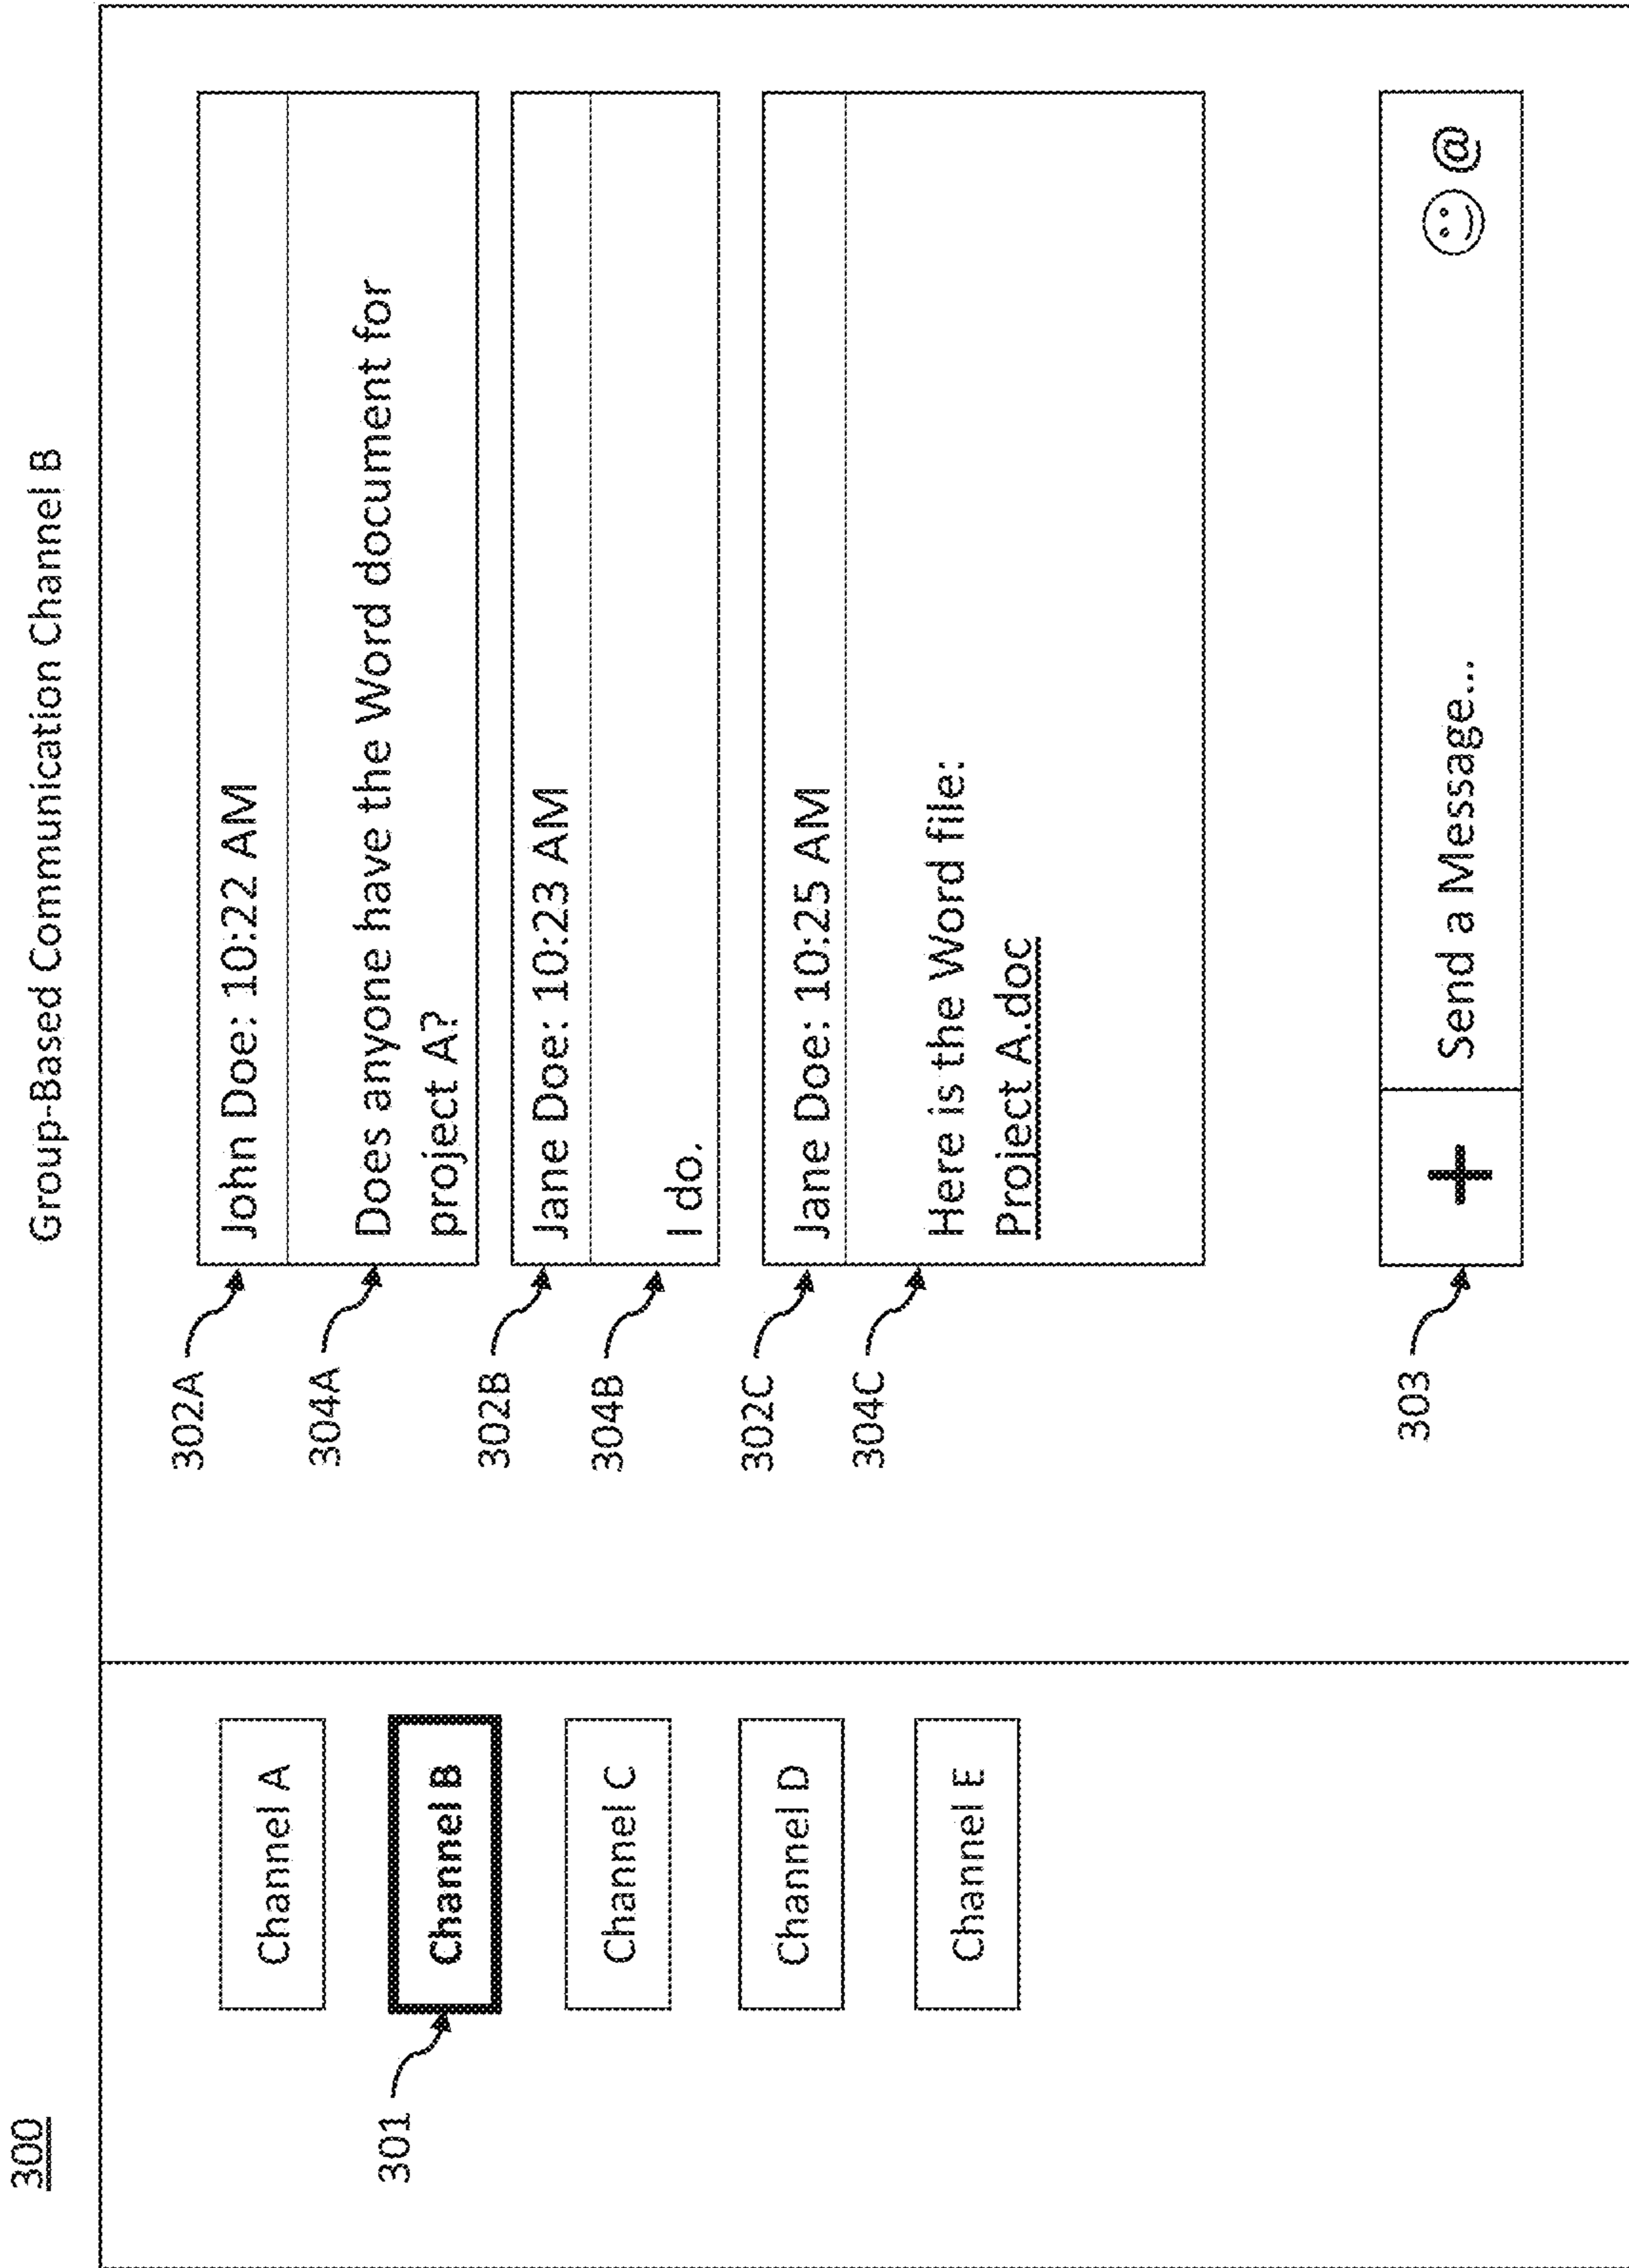 300
Group-Based Communication Channel B
301
Channel A
Channel B
Channel C
Channel D
Channel E
302A
John Doe: 10:22 AM
304A
Does anyone have the Word document for
project A?
302B
Jane Doe: 10:23 AM
304B
I do.
302C
Jane Doe: 10:25 AM
304C
Here is the Word file:
Project A.doc
303
+
Send a Message...
@